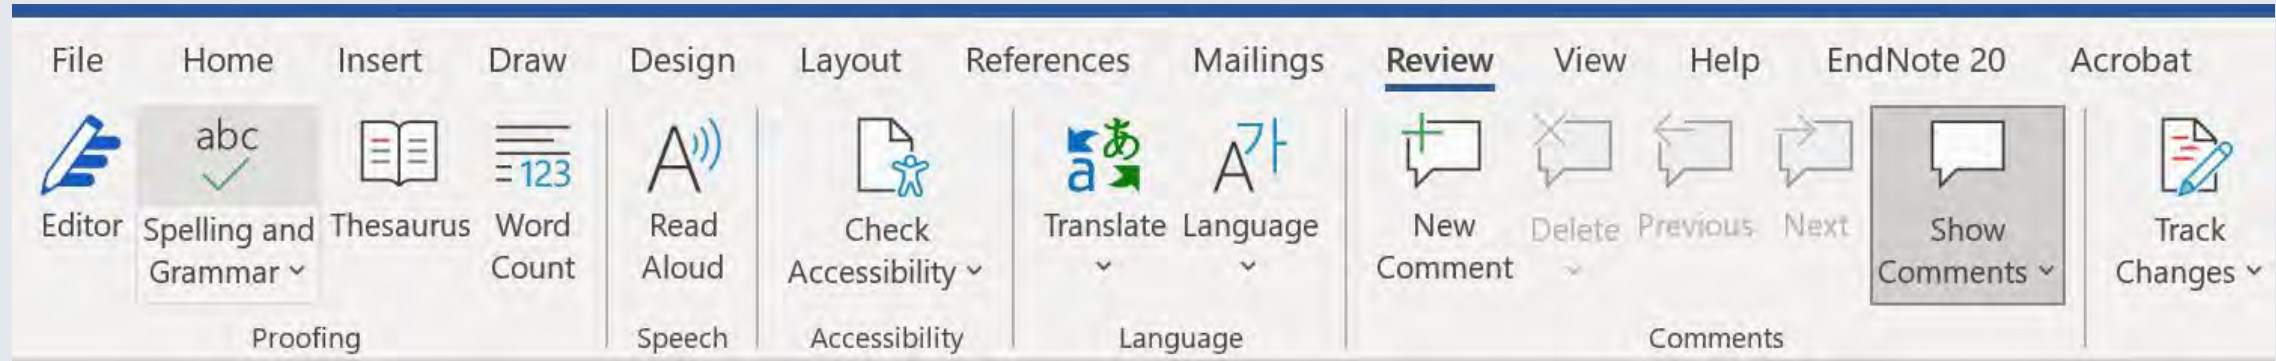 File Home Insert Draw Design Layout References Mailings Review View Help EndNote 20 Acrobat
Editor
abc
Spelling and
Grammar
Thesaurus
123
Word
Count
Proofing
A
Read
Aloud
Speech
Check
Accessibility
Accessibility
a あ
Translate
A 가
Language
Language
New
Comment
Delete
Previous
Next
Show
Comments
Comments
Track
Changes